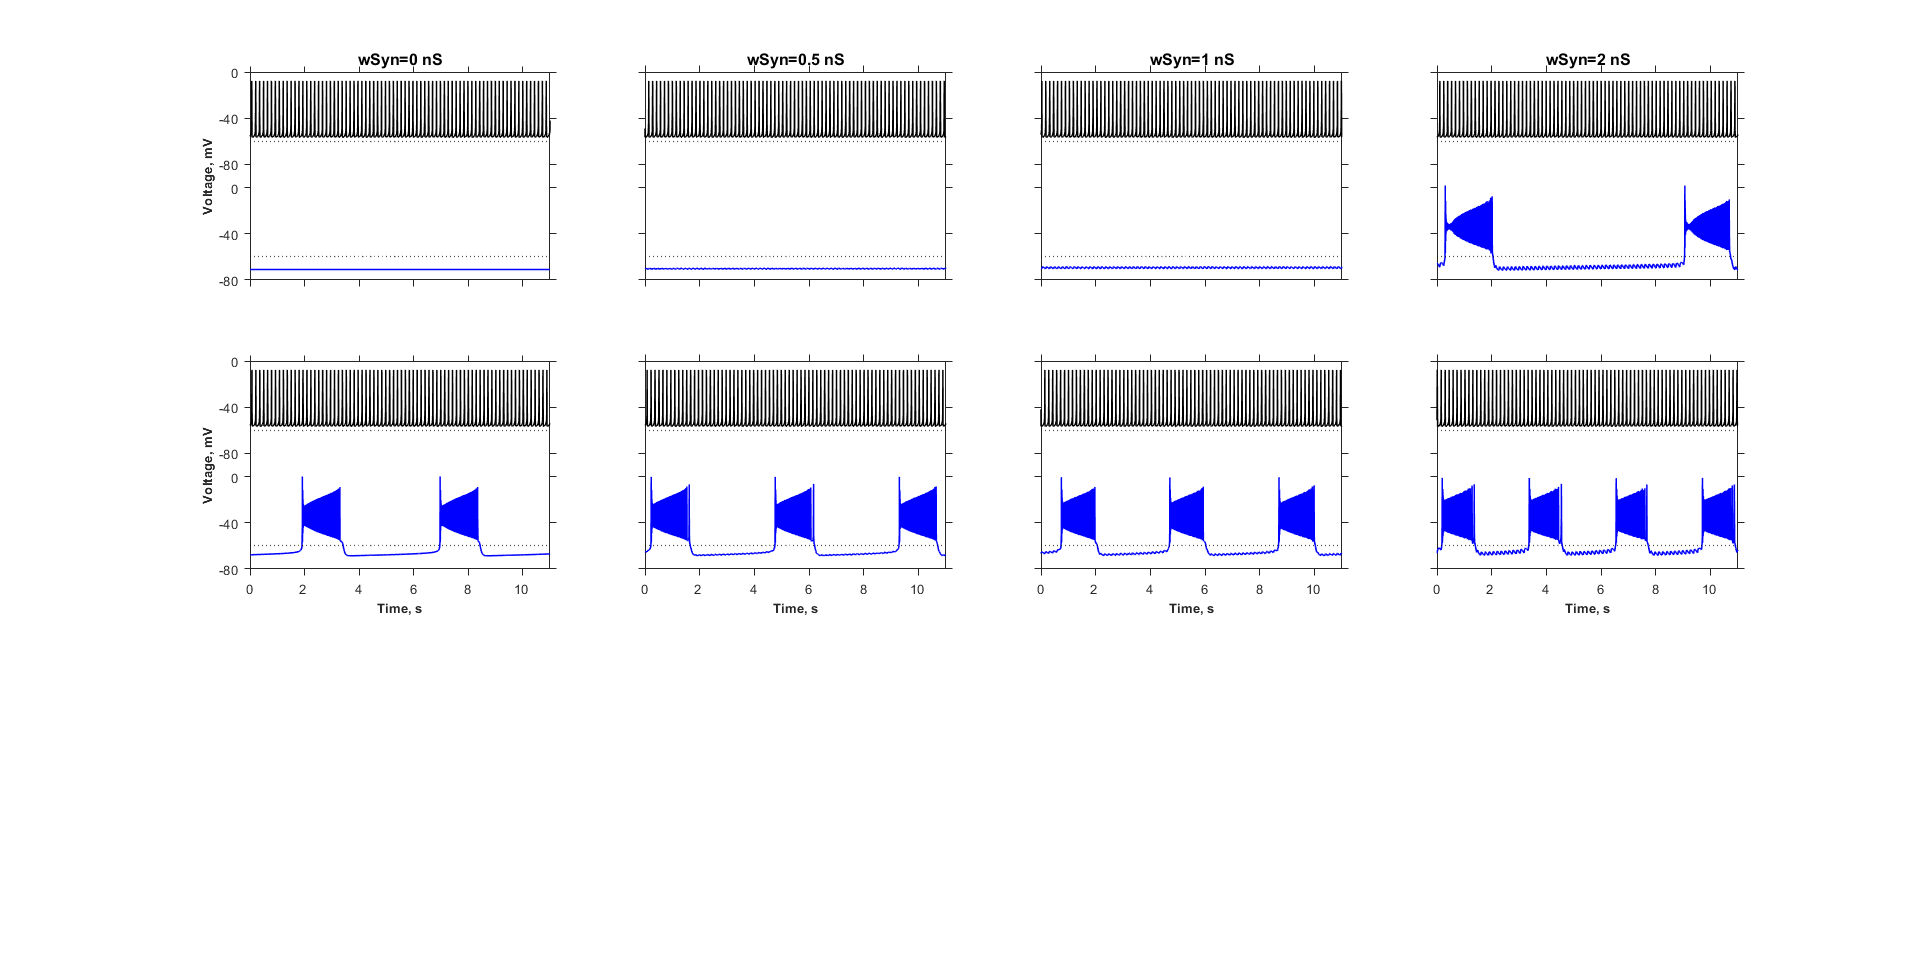 wSyn=0 nS
wSyn=0.5 nS
wSyn=1 nS
wSyn=2 nS
0
-40
-80
0
-40
-80
Voltage, mV
0
-40
-80
0
-40
-80
Voltage, mV
0 2 4 6 8 10
0 2 4 6 8 10
0 2 4 6 8 10
0 2 4 6 8 10
Time, s
Time, s
Time, s
Time, s